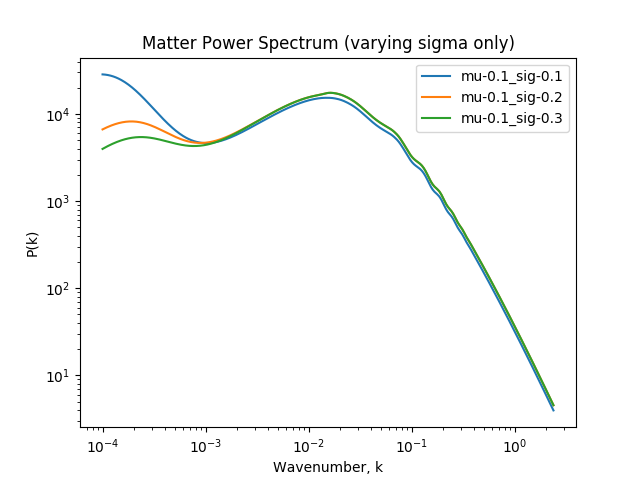 Matter Power Spectrum (varying sigma only)
mu-0.1_sig-0.1
mu-0.1_sig-0.2
mu-0.1_sig-0.3
P(k)
10⁴
10³
10²
10¹
10⁻⁴
10⁻³
10⁻²
10⁻¹
10⁰
Wavenumber, k